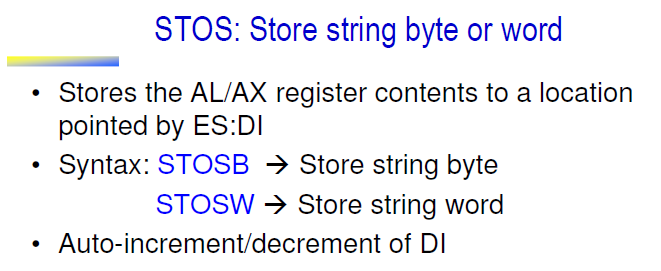 STOS: Store string byte or word
• Stores the AL/AX register contents to a location
pointed by ES:DI
• Syntax: STOSB → Store string byte
STOSW → Store string word
• Auto-increment/decrement of DI